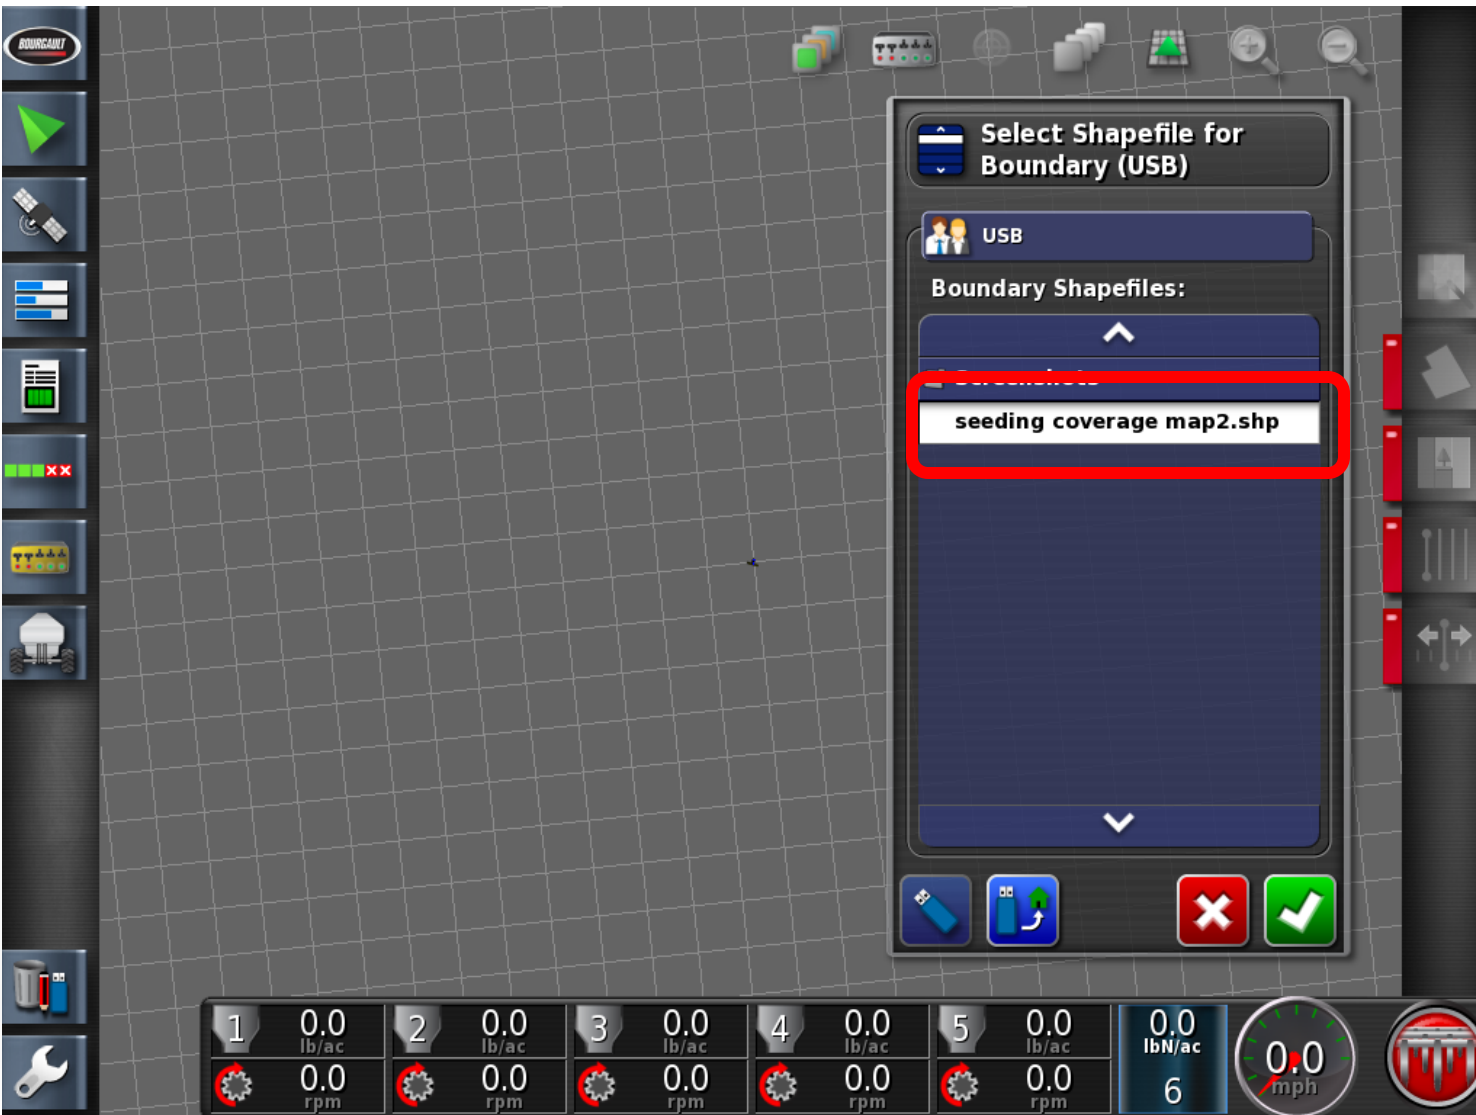 BOURGAULT
Select Shapefile for
Boundary (USB)
USB
Boundary Shapefiles:
Screenshots
seeding coverage map2.shp
1 0.0 lb/ac
2 0.0 lb/ac
3 0.0 lb/ac
4 0.0 lb/ac
5 0.0 lb/ac
0.0 rpm
0.0 rpm
0.0 rpm
0.0 rpm
0.0 rpm
0.0
lbN/ac
6
0.0
mph